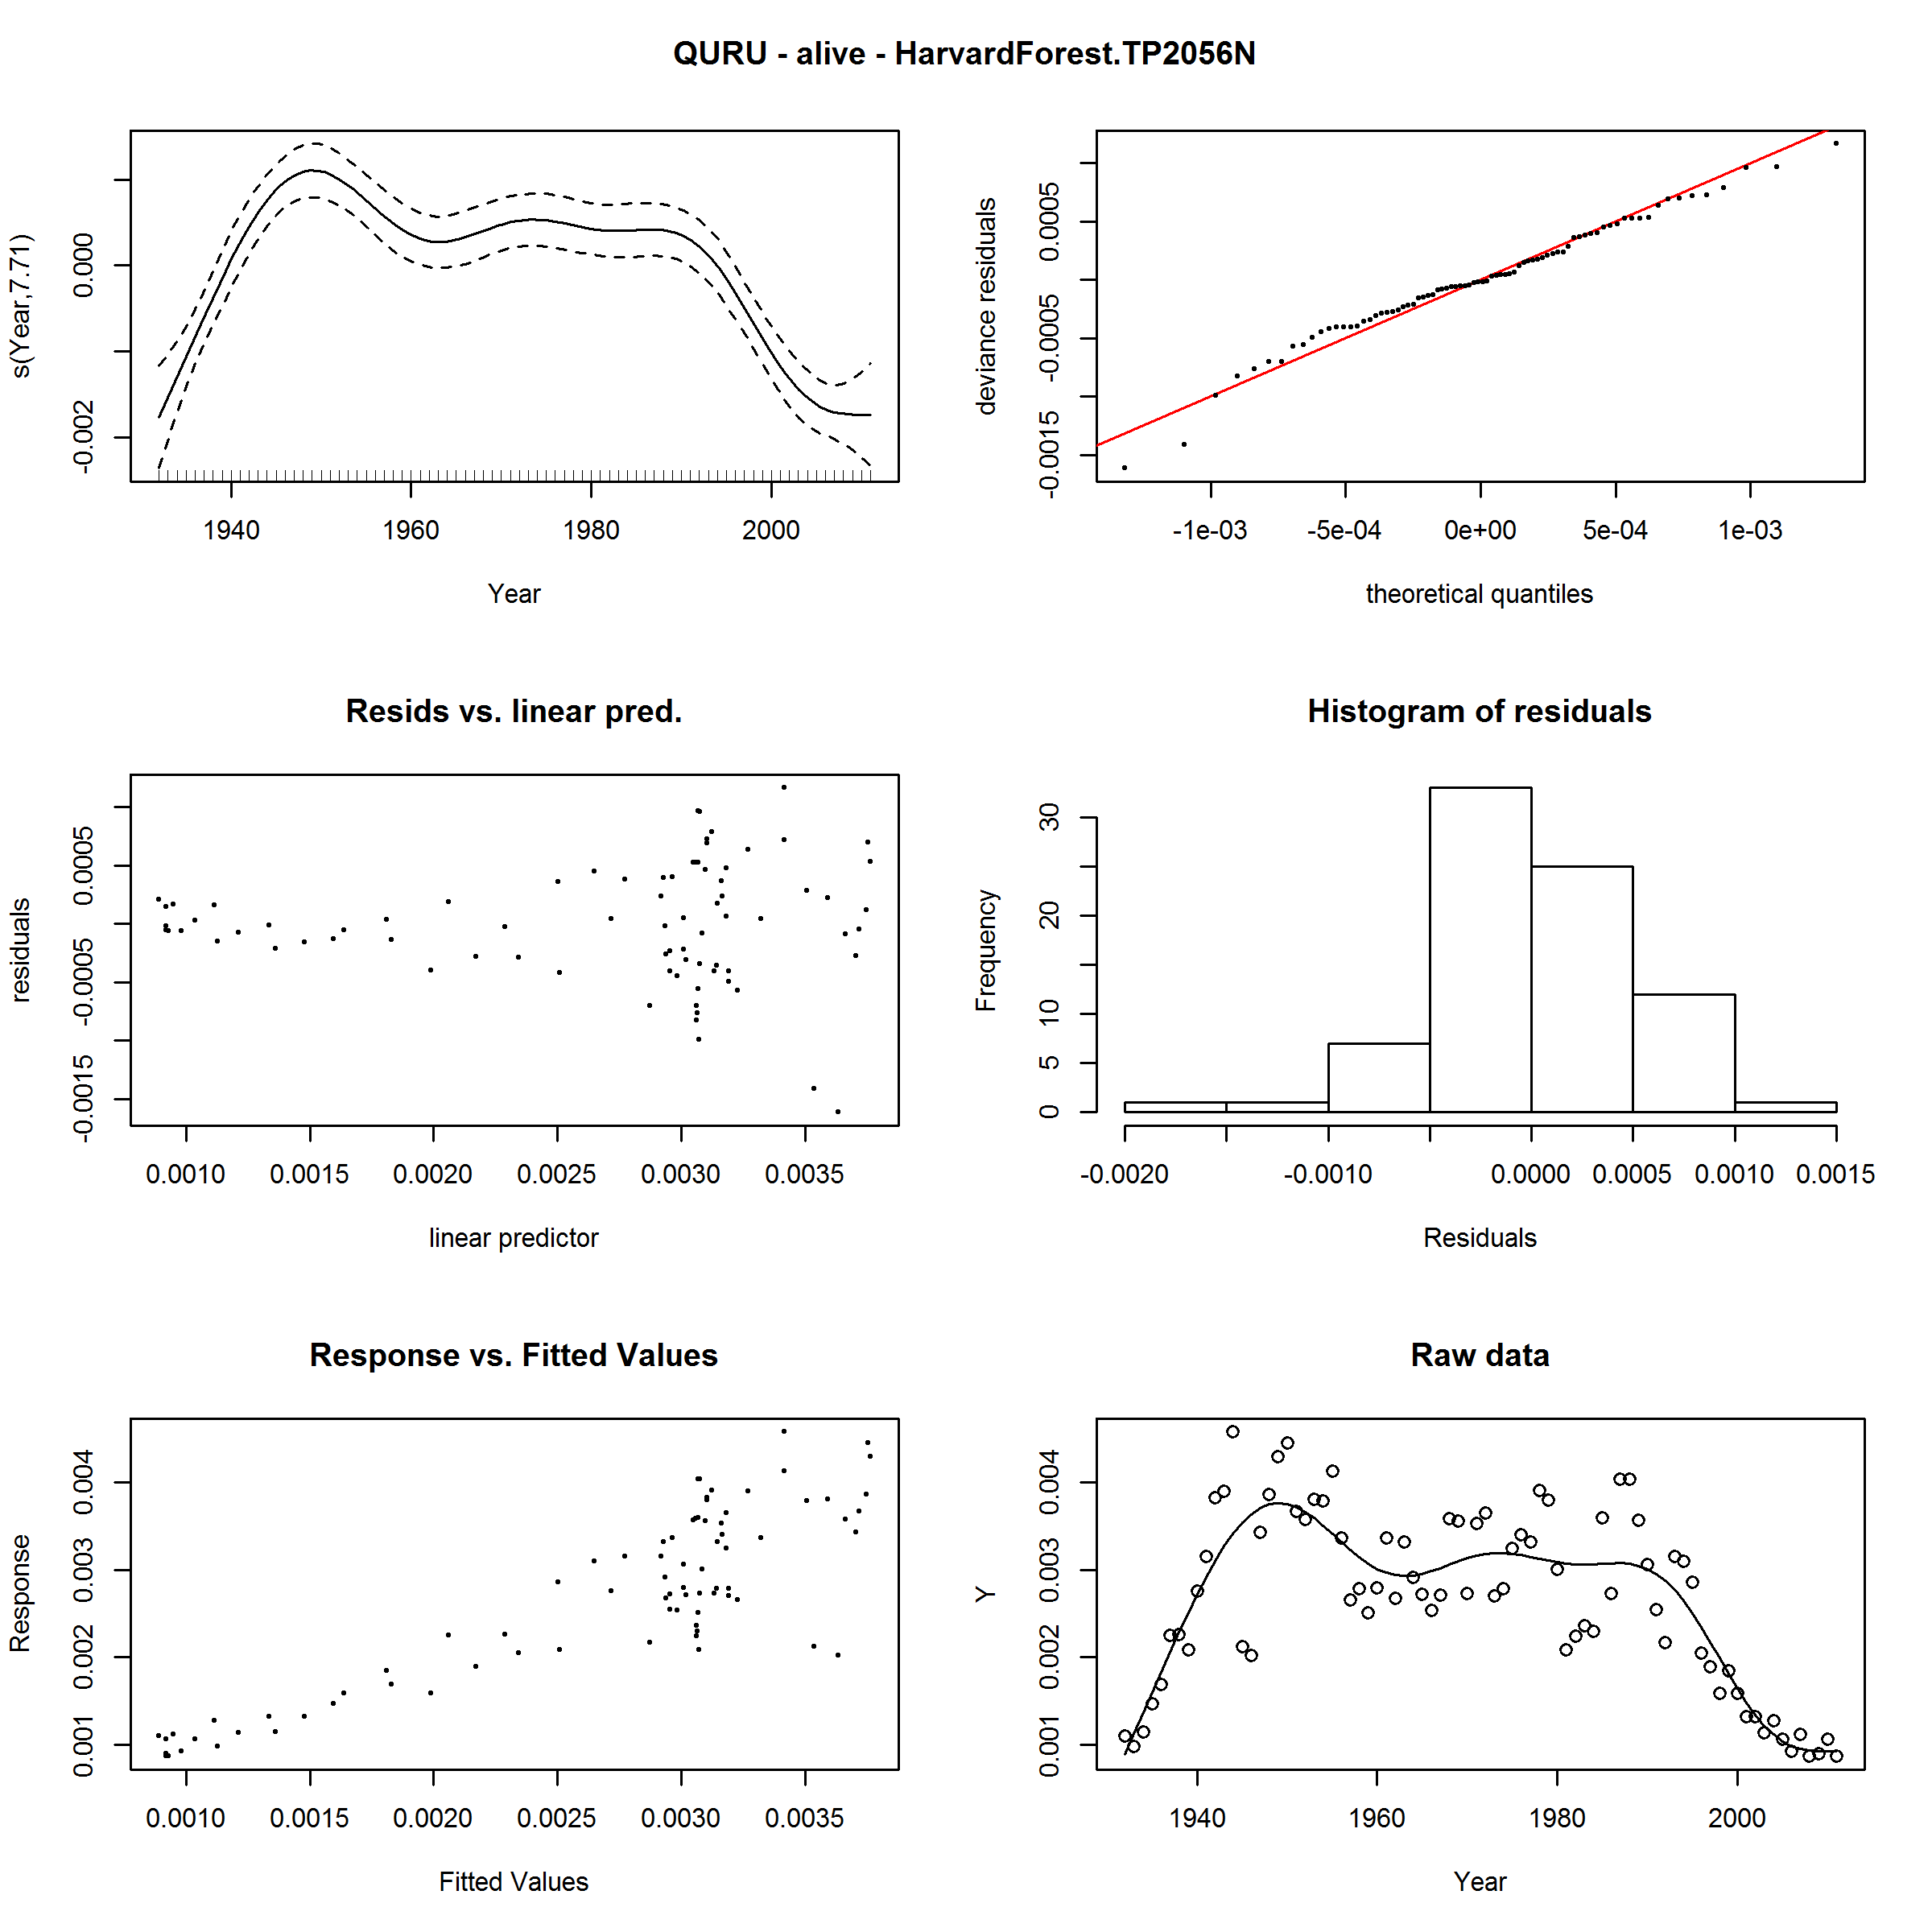 QURU - alive - HarvardForest.TP2056N
s(Year,7.71)
-0.002
0.000
1940
1960
1980
2000
Year
deviance residuals
-0.0015
-0.0005
0.0005
-1e-03
-5e-04
0e+00
5e-04
1e-03
theoretical quantiles
Resids vs. linear pred.
residuals
-0.0015
-0.0005
0.0005
0.0010
0.0015
0.0020
0.0025
0.0030
0.0035
linear predictor
Histogram of residuals
Frequency
0
5
10
20
30
-0.0020
-0.0010
0.0000
0.0005
0.0010
0.0015
Residuals
Response vs. Fitted Values
Response
0.001
0.002
0.003
0.004
0.0010
0.0015
0.0020
0.0025
0.0030
0.0035
Fitted Values
Raw data
Y
0.001
0.002
0.003
0.004
1940
1960
1980
2000
Year